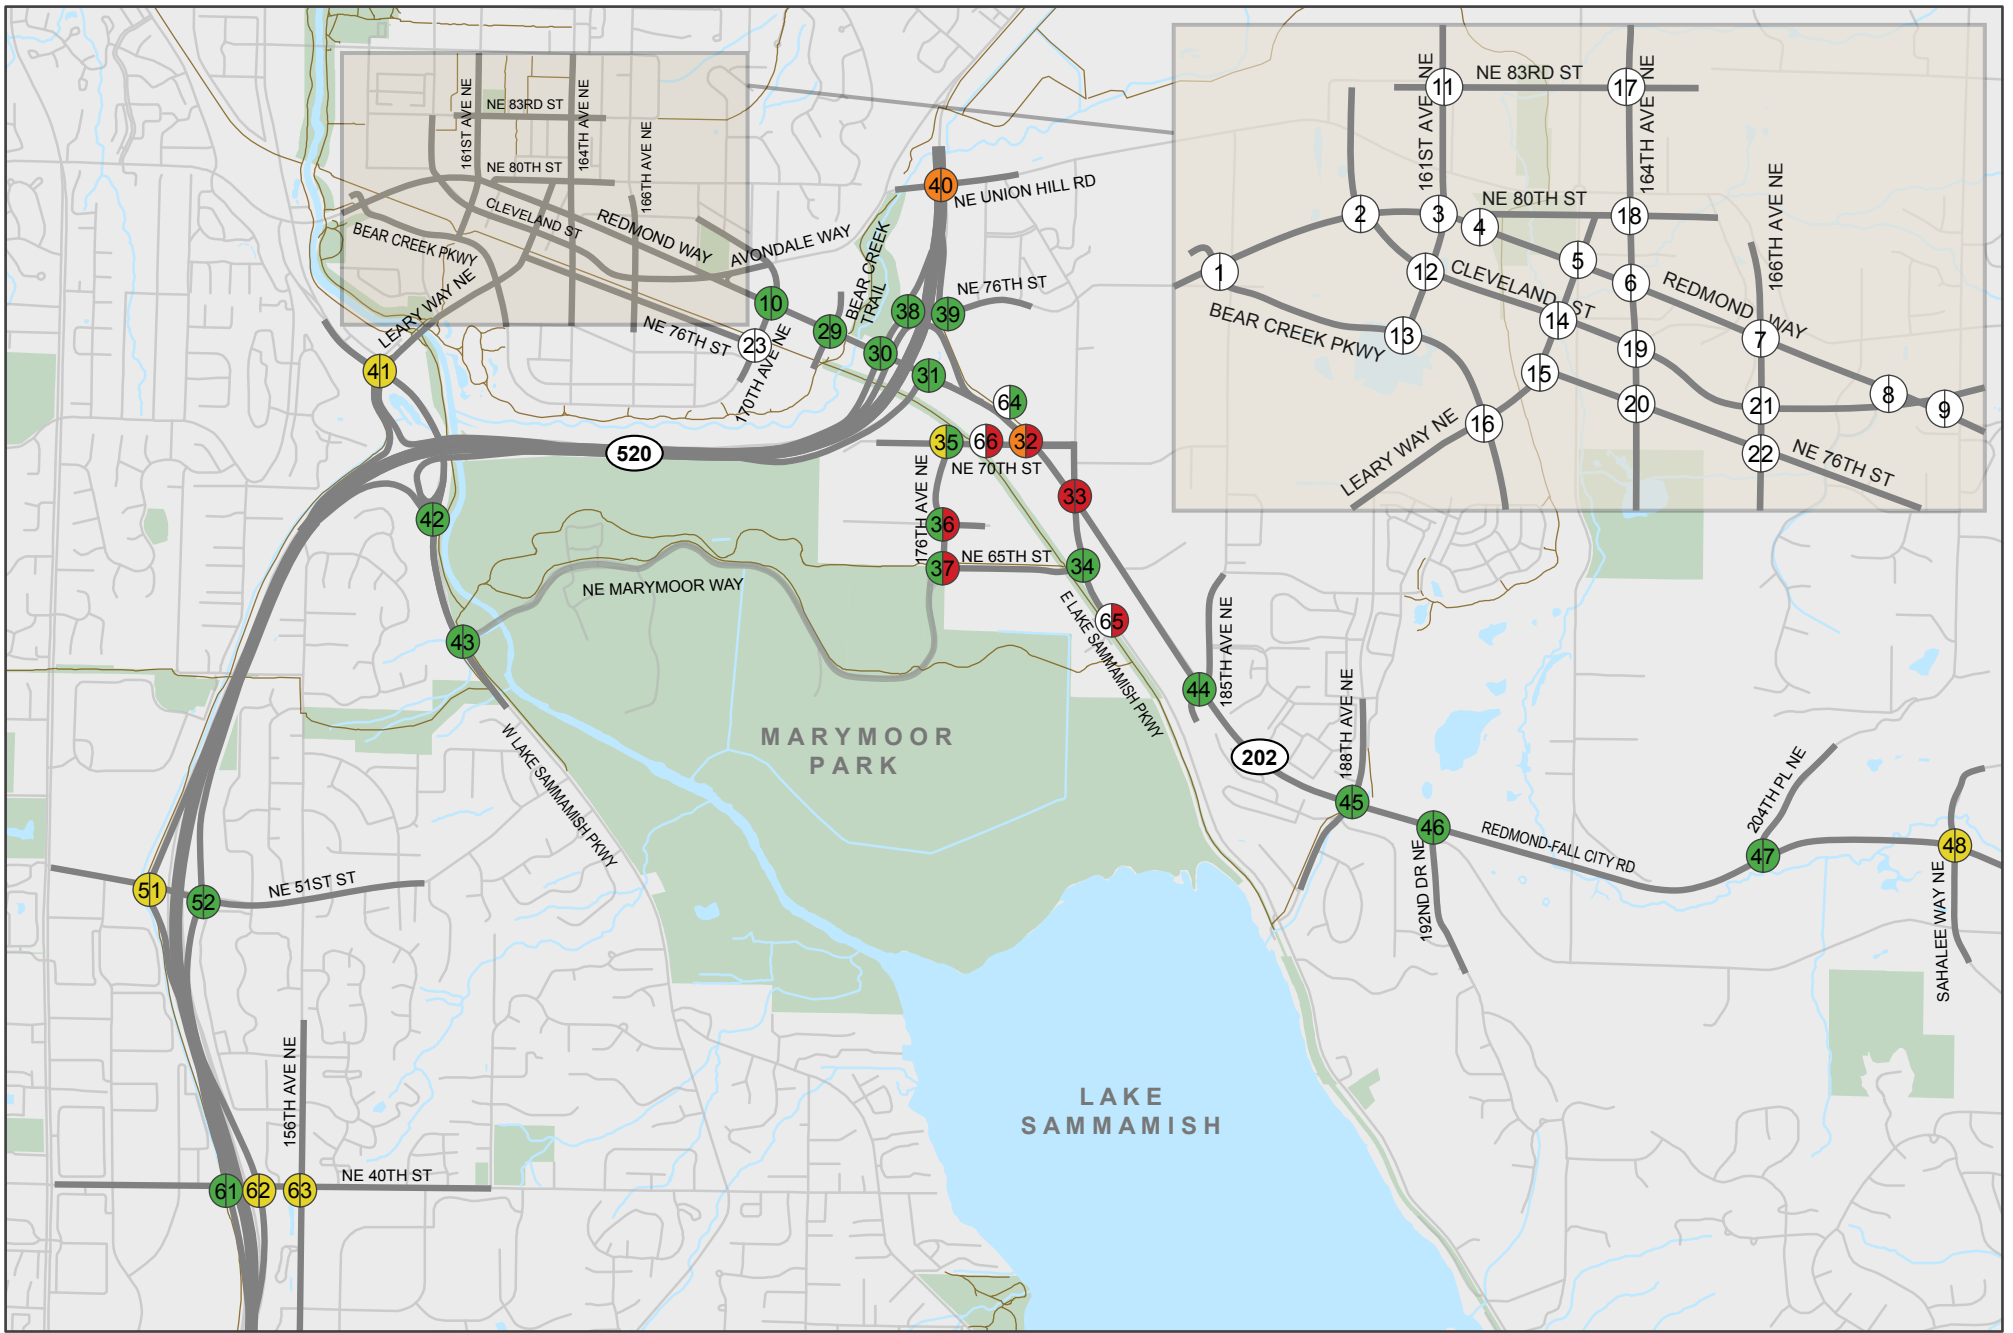 161ST AVE NE
NE 83RD ST
164TH AVE NE
166TH AVE NE
NE 80TH ST
CLEVELAND ST
REDMOND WAY
BEAR CREEK PKWY
AVONDALE WAY
LEARY WAY NE
NE 76TH ST
170TH AVE NE
BEAR CREEK
TRAIL
40
NE UNION HILL RD
NE 76TH ST
10
29
38
39
23
30
31
41
64
520
35
66
32
NE 70TH ST
33
42
176TH AVE NE
36
37
NE 65TH ST
34
NE MARYMOOR WAY
43
E LAKE SAMMAMISH PKWY
65
44
185TH AVE NE
W LAKE SAMMAMISH PKWY
MARYMOOR
PARK
202
188TH AVE NE
45
46
192ND DR NE
REDMOND-FALL CITY RD
204TH PL NE
47
48
SAHALEE WAY NE
51
52
NE 51ST ST
156TH AVE NE
61
62
63
NE 40TH ST
LAKE
SAMMAMISH
161ST AVE NE
11
NE 83RD ST
17
164TH AVE NE
166TH AVE NE
2
3
4
NE 80TH ST
18
1
12
CLEVELAND ST
5
6
REDMOND WAY
BEAR CREEK PKWY
13
14
19
7
15
20
21
8
9
LEARY WAY NE
16
22
NE 76TH ST